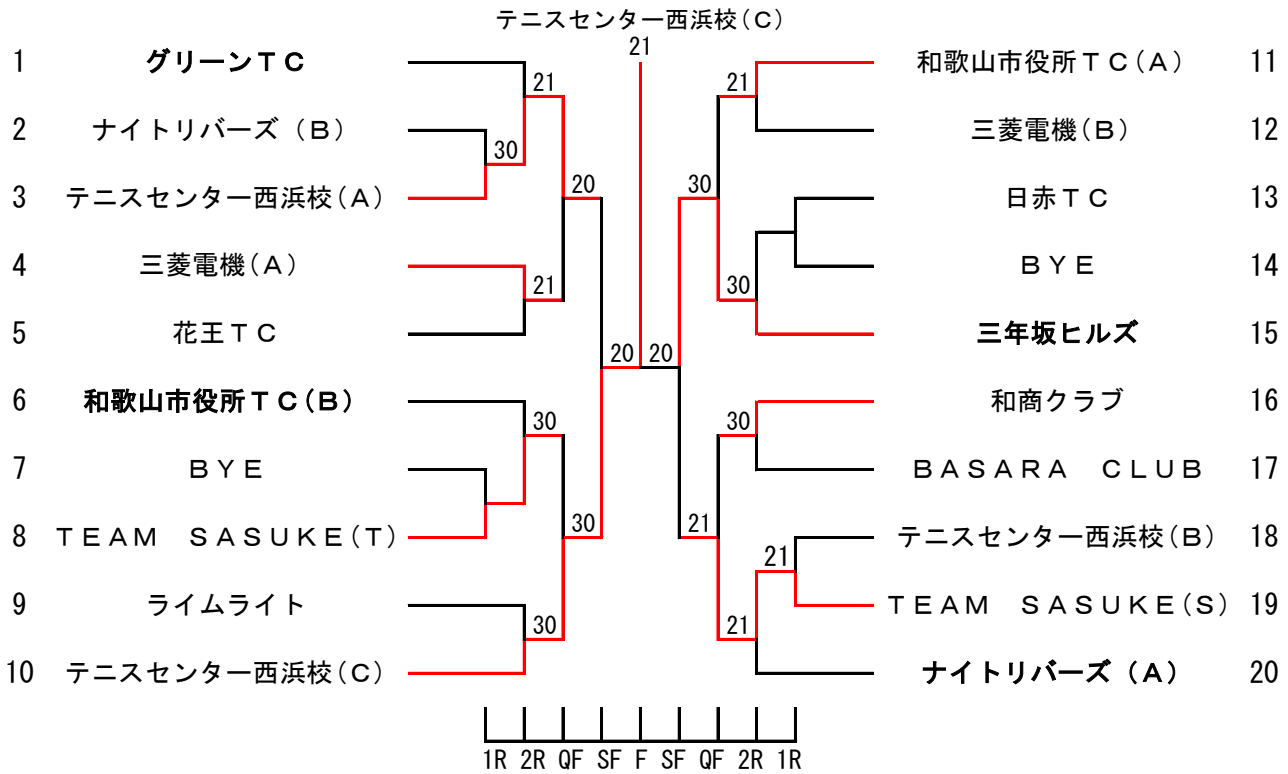 テニスセンター西浜校(C)
21
1 グリーンTC
2 ナイトリバーズ (B)
3 テニスセンター西浜校(A)
4 三菱電機(A)
5 花王TC
6 和歌山市役所TC(B)
7 BYE
8 TEAM SASUKE(T)
9 ライムライト
10 テニスセンター西浜校(C)
21
30
20
21
20
30
30
30
20
21
30
30
30
21
21
21
和歌山市役所TC(A) 11
三菱電機(B) 12
日赤TC 13
BYE 14
三年坂ヒルズ 15
和商クラブ 16
BASARA CLUB 17
テニスセンター西浜校(B) 18
TEAM SASUKE(S) 19
ナイトリバーズ (A) 20
1R 2R QF SF F SF QF 2R 1R